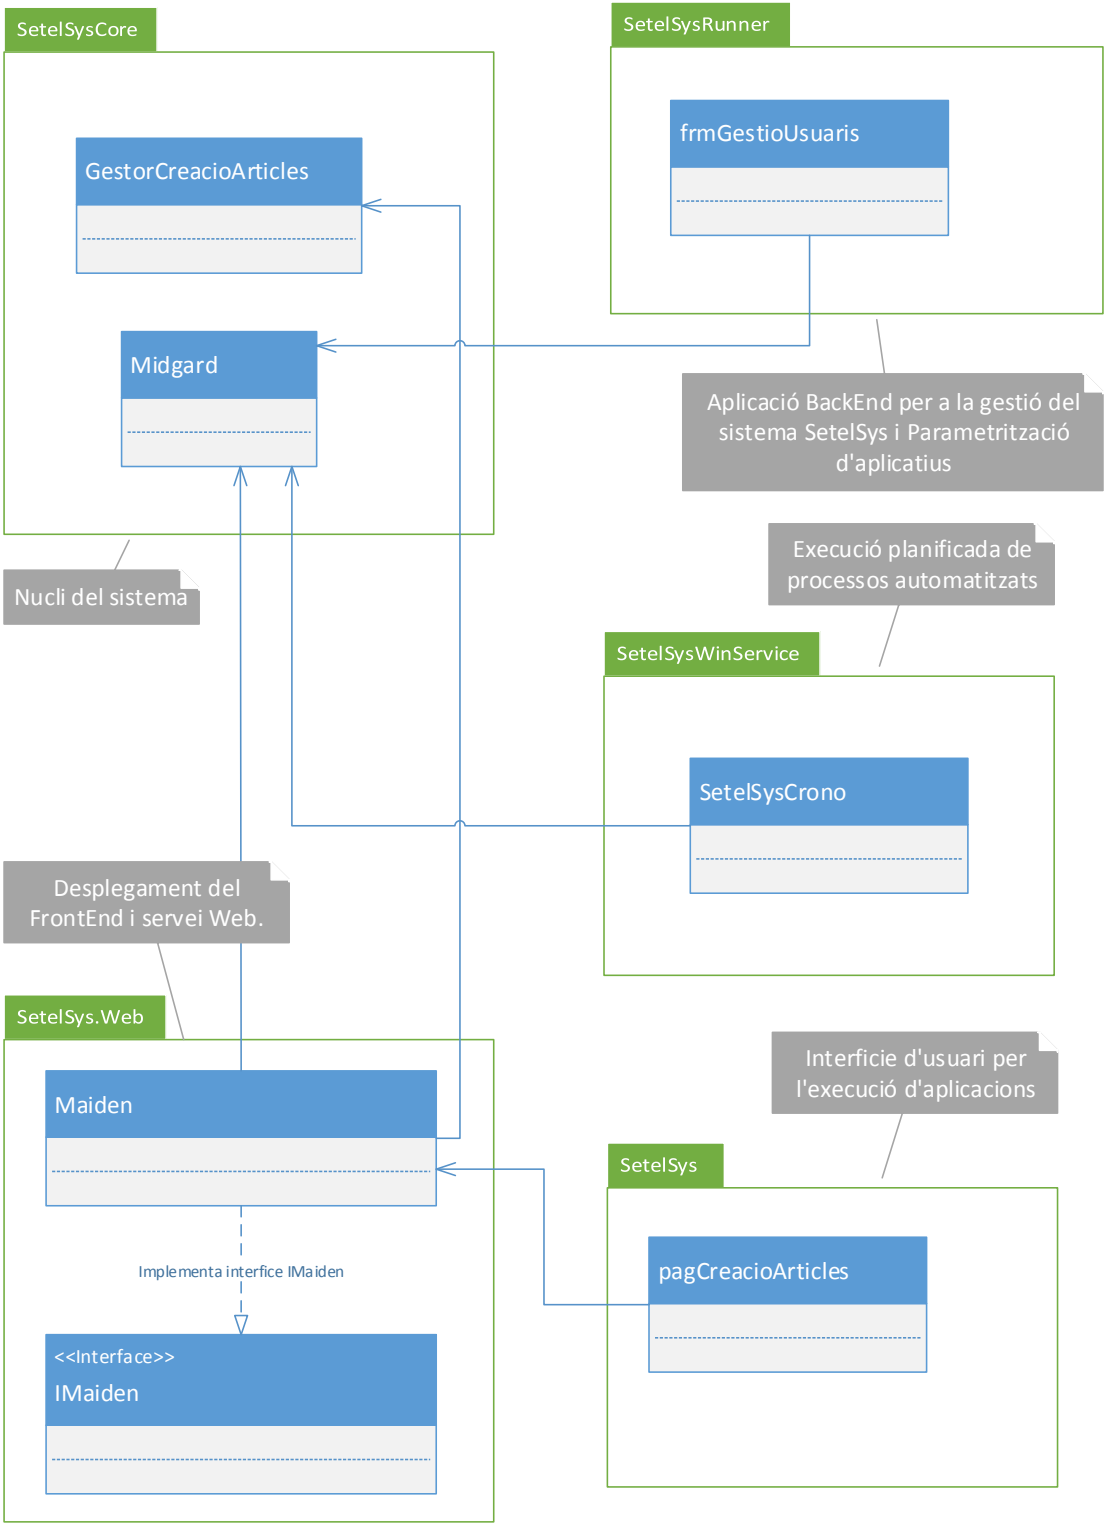 SetelSysCore
GestorCreacioArticles
Midgard
Nucli del sistema
SetelSysRunner
frmGestioUsuaris
Aplicació BackEnd per a la gestió del
sistema SetelSys i Parametrització
d'aplicatius
Execució planificada de
processos automatitzats
SetelSysWinService
SetelSysCrono
Desplegament del
FrontEnd i servei Web.
SetelSys.Web
Maiden
Implementa interfice IMaiden
<<Interface>>
IMaiden
Interficie d'usuari per
l'execució d'aplicacions
SetelSys
pagCreacioArticles